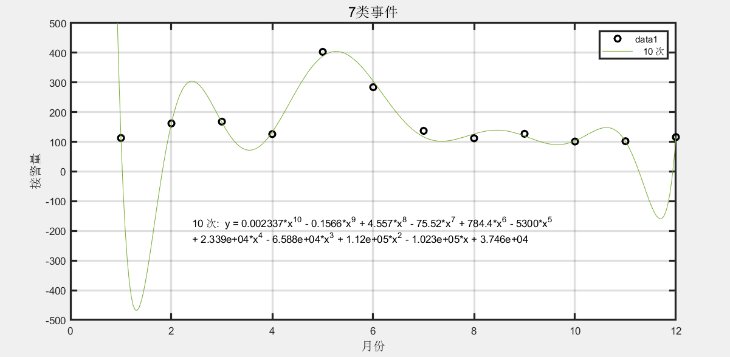 7类事件
500
400
300
200
100
0
-100
-200
-300
-400
-500
接警量
data1
10 次
10 次: y = 0.002337*x^10 - 0.1566*x^9 + 4.557*x^8 - 75.52*x^7 + 784.4*x^6 - 5300*x^5
+ 2.339e+04*x^4 - 6.588e+04*x^3 + 1.12e+05*x^2 - 1.023e+05*x + 3.746e+04
0 2 4 6 8 10 12
月份